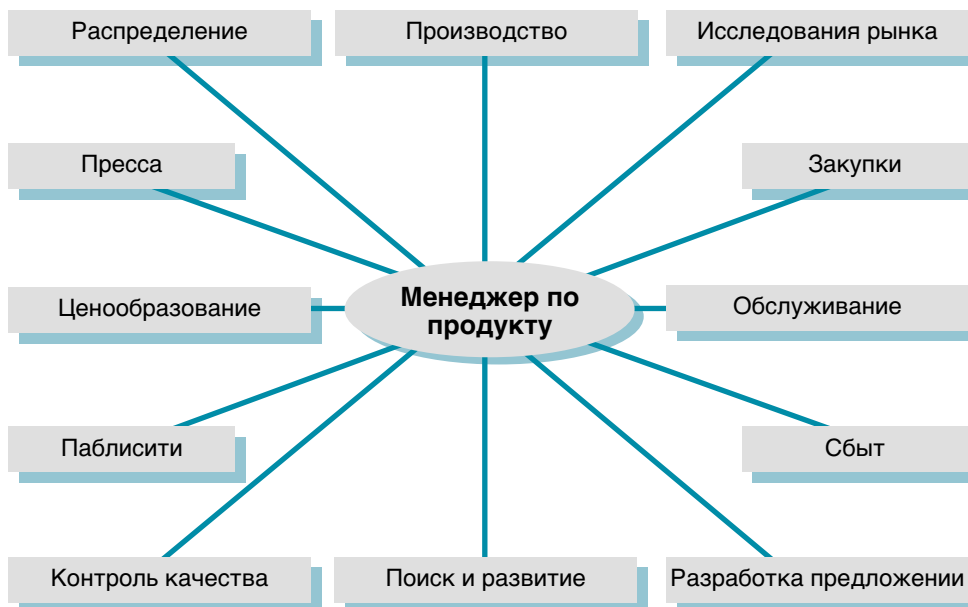 Распределение
Производство
Исследования рынка
Пресса
Закупки
Ценообразование
Менеджер по
продукту
Обслуживание
Паблисити
Сбыт
Контроль качества
Поиск и развитие
Разработка предложении